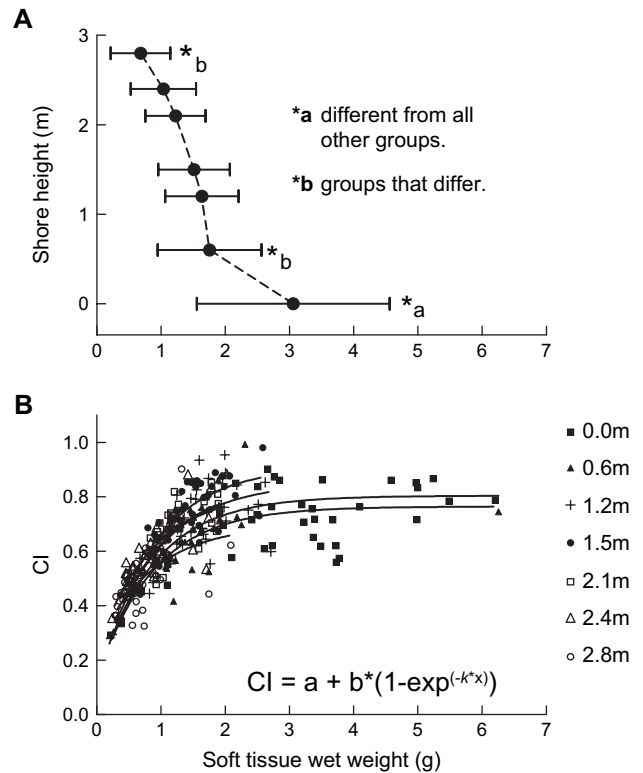 A
3
2
1
0
Shore height (m)
*b
*b
*a
*a different from all
other groups.
*b groups that differ.
0 1 2 3 4 5 6 7
B
1.0
0.8
0.6
0.4
0.2
0.0
CI
0.0m
0.6m
1.2m
1.5m
2.1m
2.4m
2.8m
CI = a + b*(1-exp(-k*x))
0 1 2 3 4 5 6 7
Soft tissue wet weight (g)